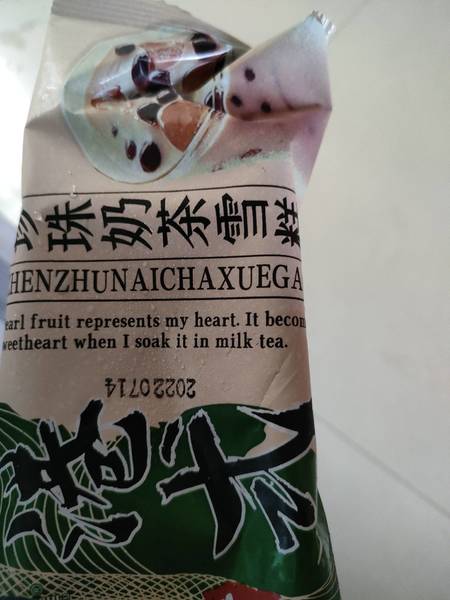 珍珠奶茶雪糕
HENZHUNAICHAXUEGA
earl fruit represents my heart. It becom
weetheart when I soak it in milk tea.
20220714